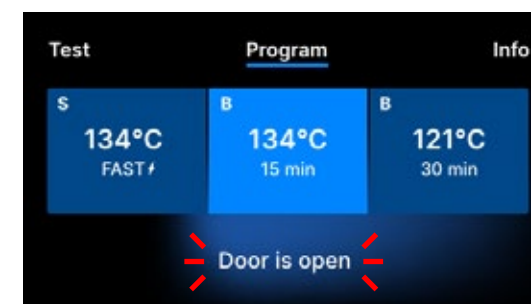 Test Program Info
S B B
134°C 134°C 121°C
FAST⚡ 15 min 30 min
Door is open